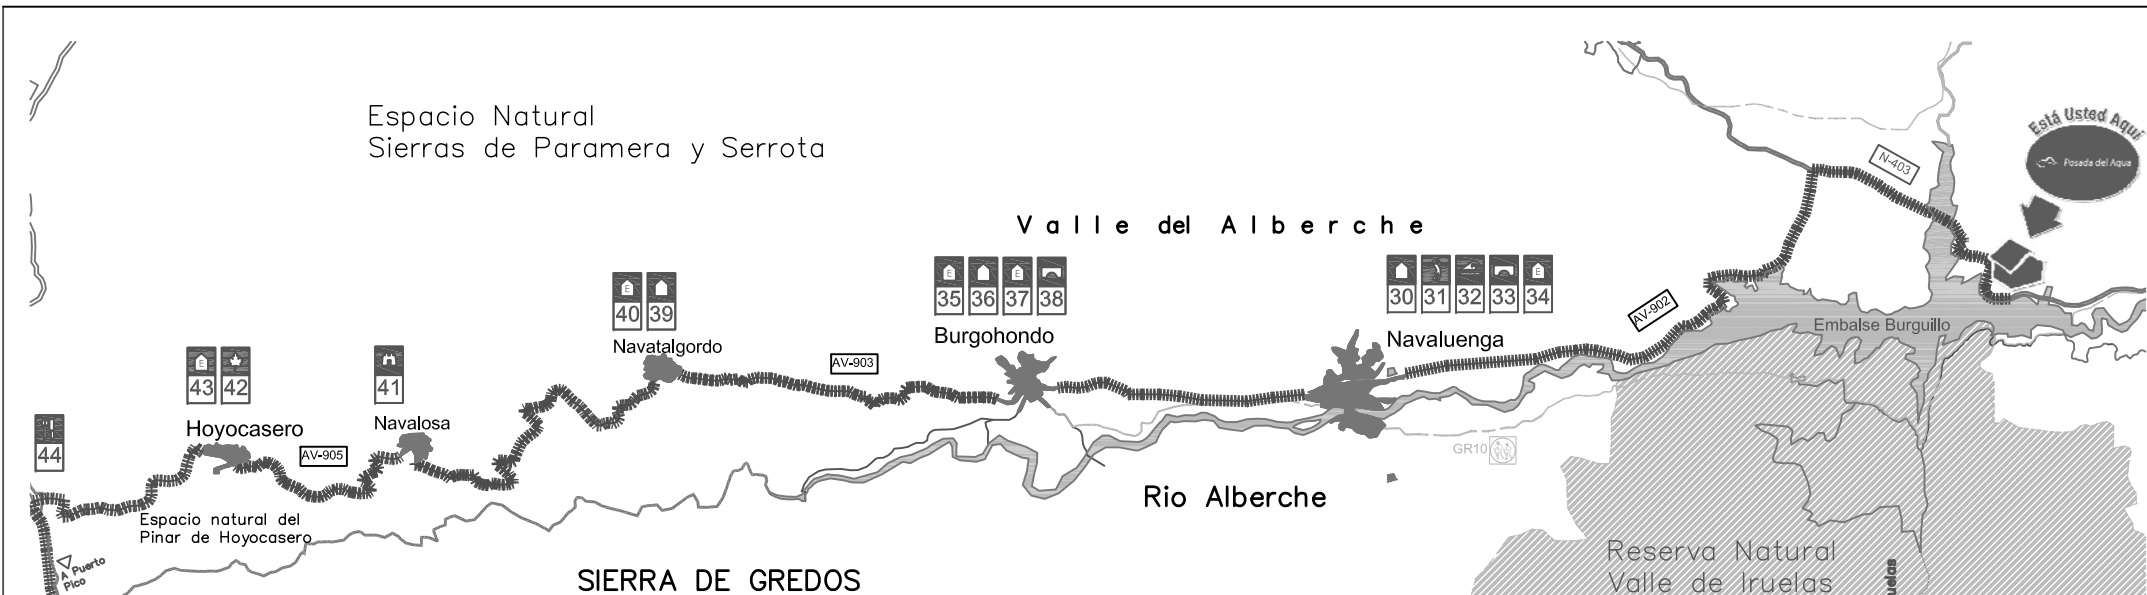 Espacio Natural
Sierras de Paramera y Serrota
Está Usted Aquí
Posada del Agua
N-403
Valle del Alberche
E
E
E
E
35 36 37 38
30 31 32 33 34
40 39
Burgohondo
Navaluenga
AV-902
Embalse Burguillo
Navatalgordo
AV-903
E
43 42
41
Hoyocasero
Navalosa
44
AV-905
GR10
Rio Alberche
Espacio natural del
Pinar de Hoyocasero
A Puerto
Pico
SIERRA DE GREDOS
Reserva Natural
Valle de Iruelas
uelas